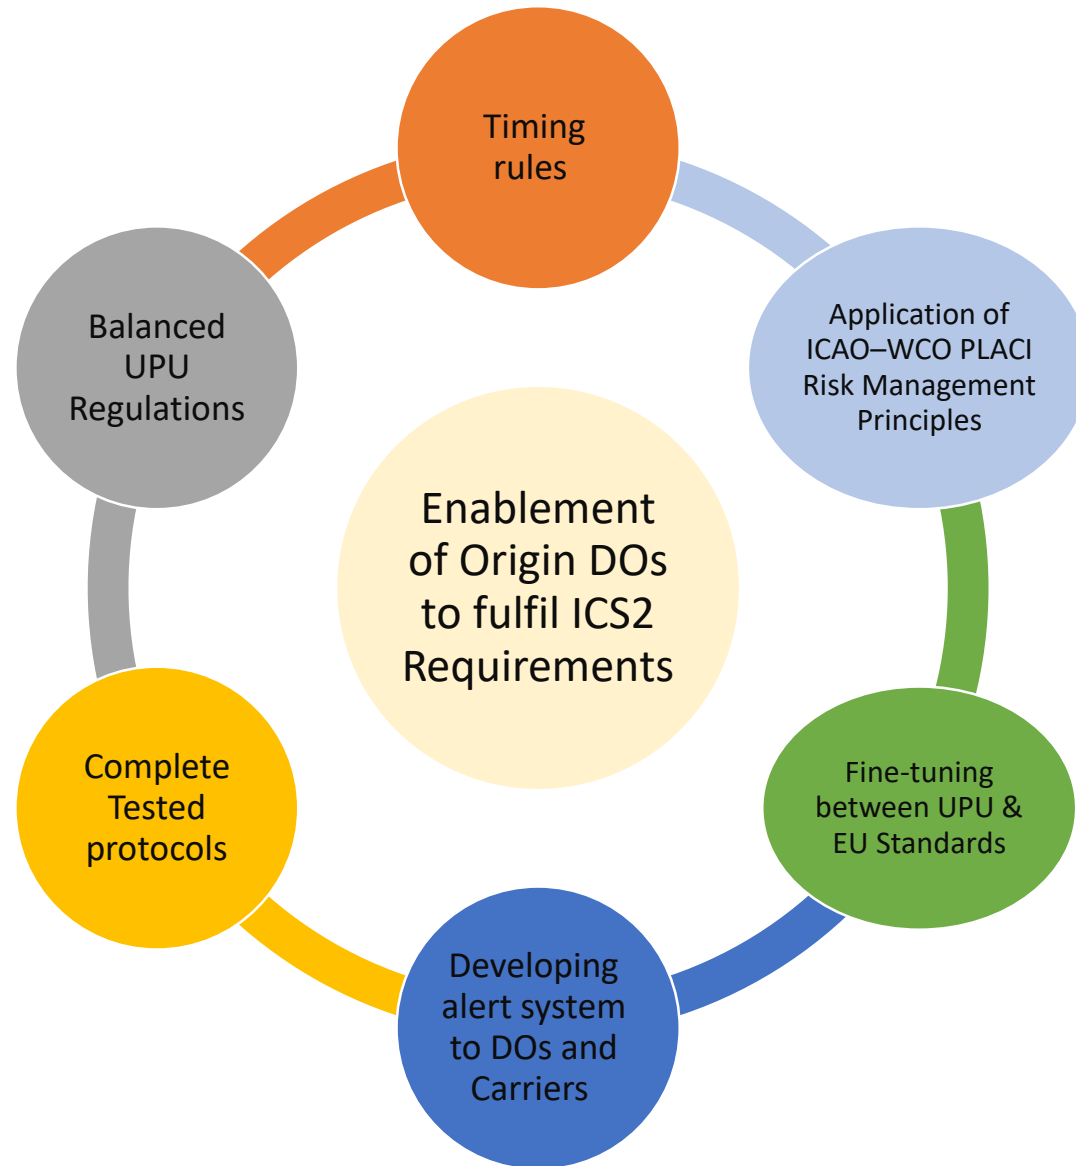 Timing
rules
Application of
ICAO–WCO PLACI
Risk Management
Principles
Fine-tuning
between UPU &
EU Standards
Developing
alert system
to DOs and
Carriers
Complete
Tested
protocols
Balanced
UPU
Regulations
Enablement
of Origin DOs
to fulfil ICS2
Requirements